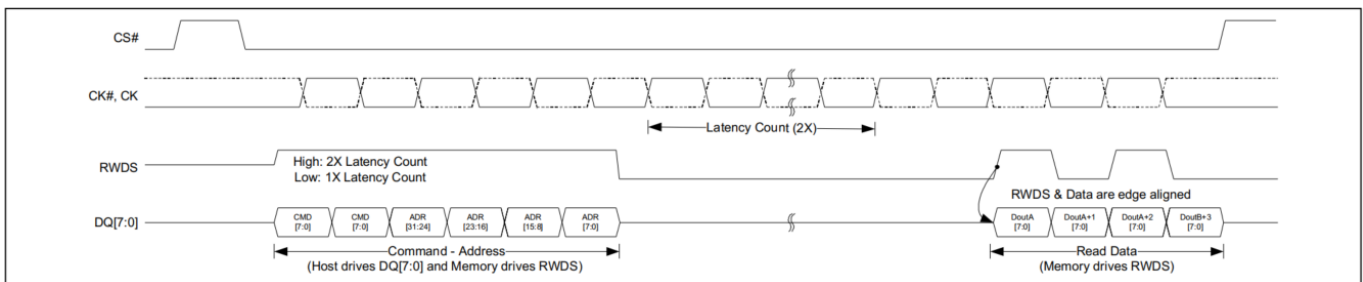 CS#
CK#, CK
Latency Count (2X)
RWDS
High: 2X Latency Count
Low: 1X Latency Count
RWDS & Data are edge aligned
DQ[7:0]
CMD [7:0]
CMD [7:0]
ADR [31:24]
ADR [23:16]
ADR [15:8]
ADR [7:0]
DoutA [7:0]
DoutA+1 [7:0]
DoutA+2 [7:0]
DoutB+3 [7:0]
Command - Address
(Host drives DQ[7:0] and Memory drives RWDS)
Read Data
(Memory drives RWDS)